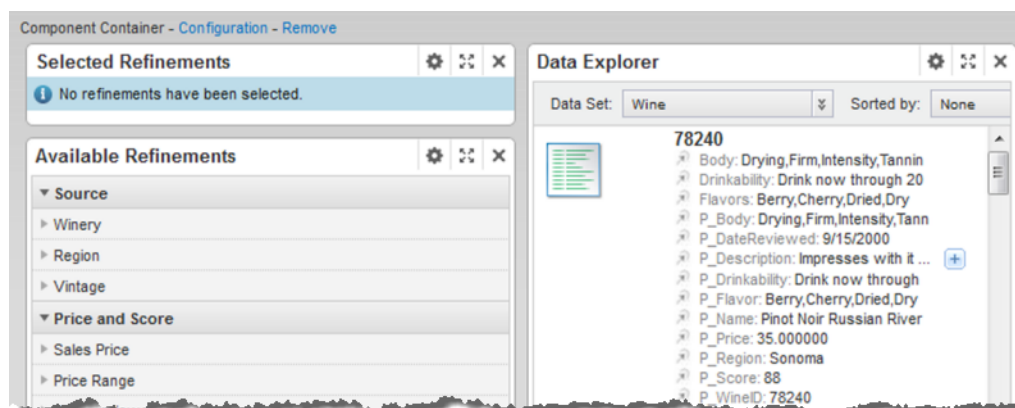 Component Container - Configuration - Remove
Selected Refinements
No refinements have been selected.
Available Refinements
Source
Winery
Region
Vintage
Price and Score
Sales Price
Price Range
Data Explorer
Data Set: Wine Sorted by: None
78240
Body: Drying,Firm,Intensity,Tannin
Drinkability: Drink now through 20
Flavors: Berry,Cherry,Dried,Dry
P_Body: Drying,Firm,Intensity,Tann
P_DateReviewed: 9/15/2000
P_Description: Impresses with it ...
P_Drinkability: Drink now through
P_Flavor: Berry,Cherry,Dried,Dry
P_Name: Pinot Noir Russian River
P_Price: 35.000000
P_Region: Sonoma
P_Score: 88
P_WineID: 78240